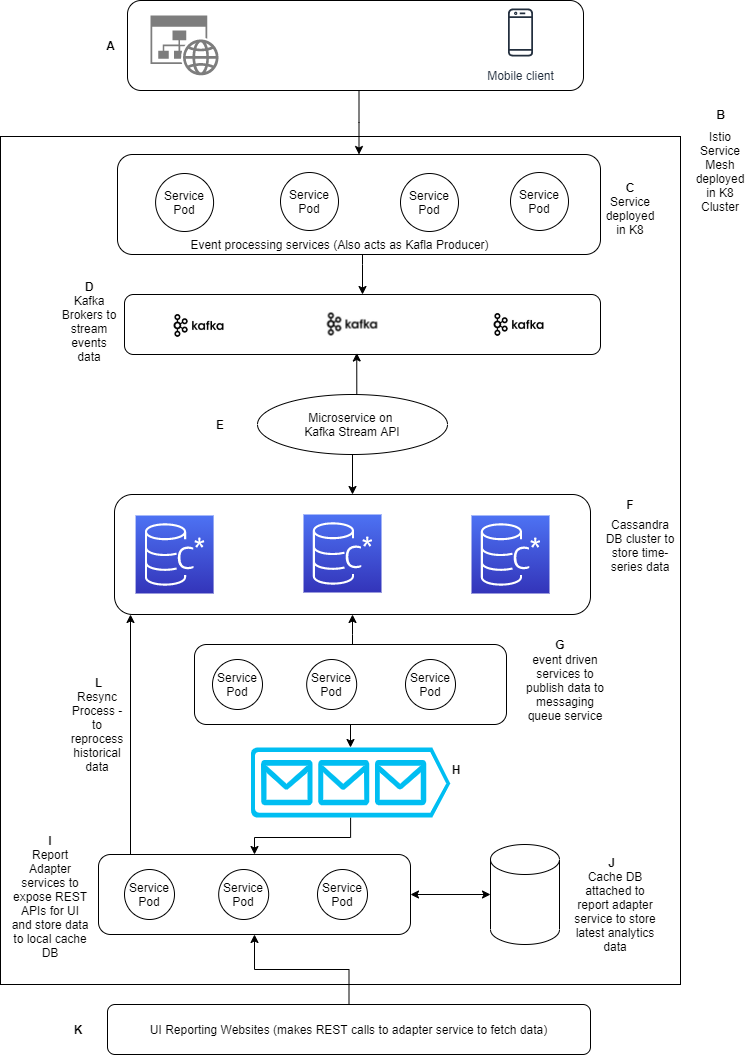 A
Mobile client
B
Istio
Service
Mesh
deployed
in K8
Cluster
Service
Pod
Service
Pod
Service
Pod
Service
Pod
Event processing services (Also acts as Kafla Producer)
C
Service
deployed
in K8
D
Kafka
Brokers to
stream
events
data
kafka
kafka
kafka
E
Microservice on
Kafka Stream API
F
Cassandra
DB cluster to
store time-
series data
C*
C*
C*
G
event driven
services to
publish data to
messaging
queue service
Service
Pod
Service
Pod
Service
Pod
L
Resync
Process -
to
reprocess
historical
data
H
I
Report
Adapter
services to
expose REST
APIs for UI
and store data
to local cache
DB
Service
Pod
Service
Pod
Service
Pod
J
Cache DB
attached to
report adapter
service to store
latest analytics
data
K
UI Reporting Websites (makes REST calls to adapter service to fetch data)